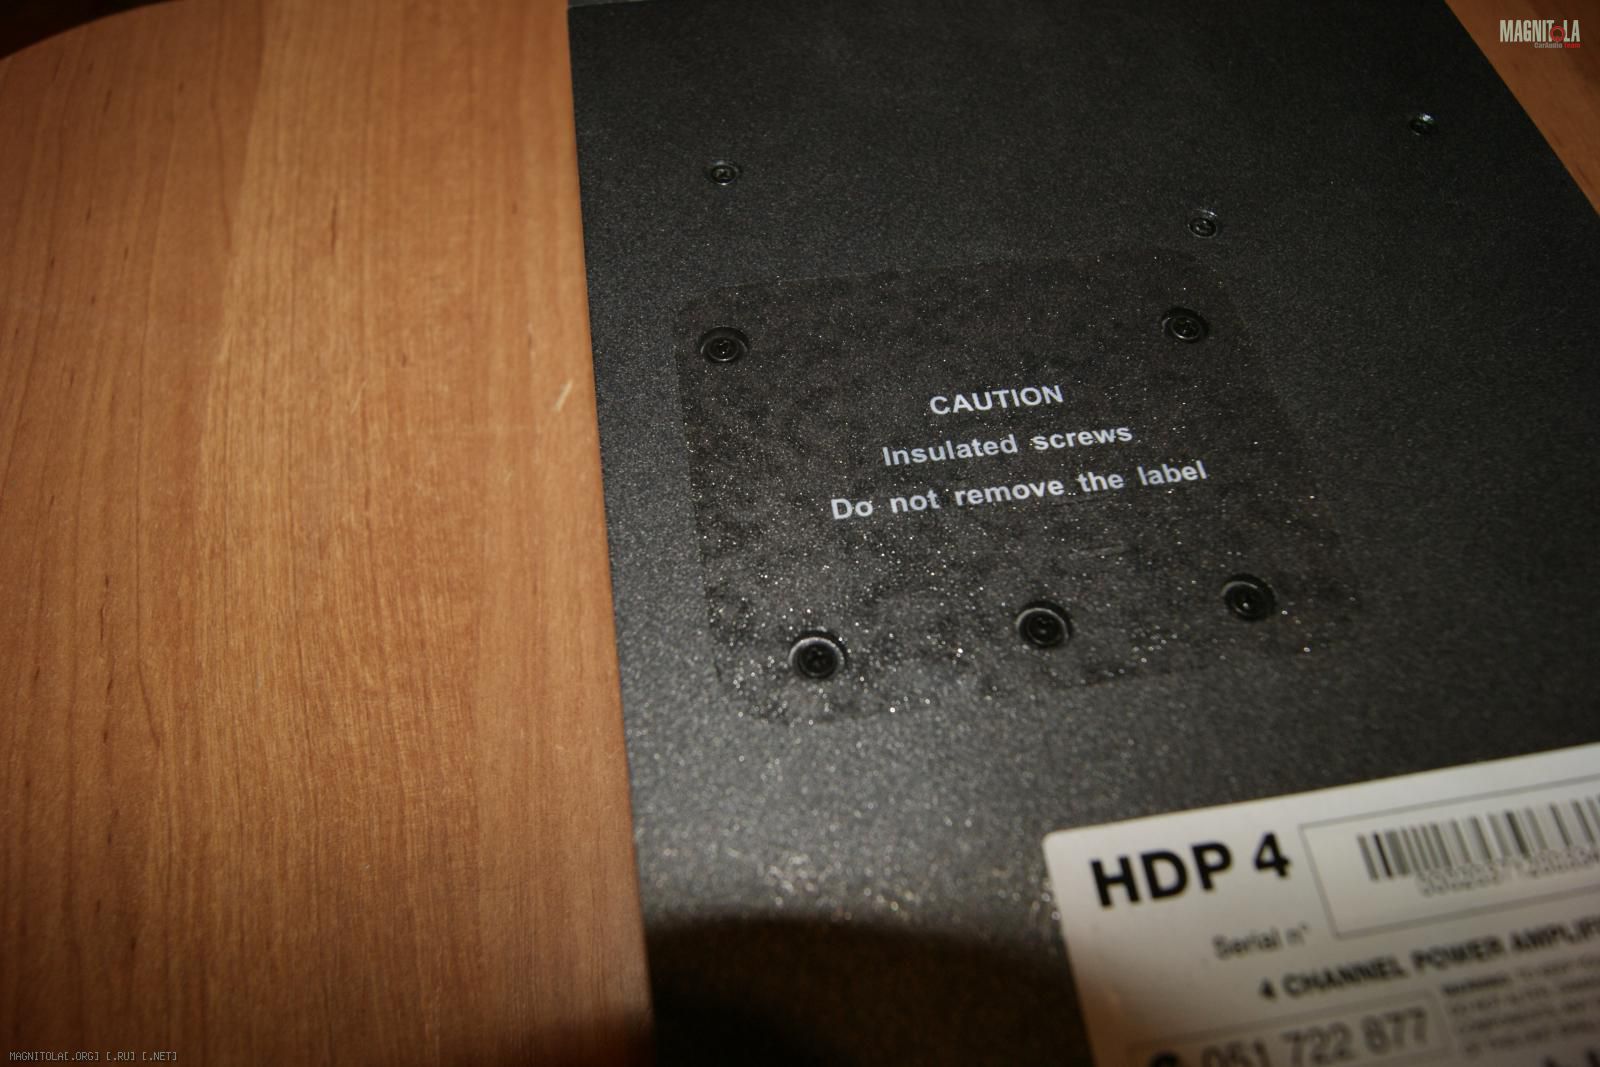 MAGNITOLA
CarAudio Team
CAUTION
Insulated screws
Do not remove the label
HDP 4
Serial n°
4 CHANNEL POWER
051 722 877
MAGNITOLA[.ORG] [.RU] [.NET]